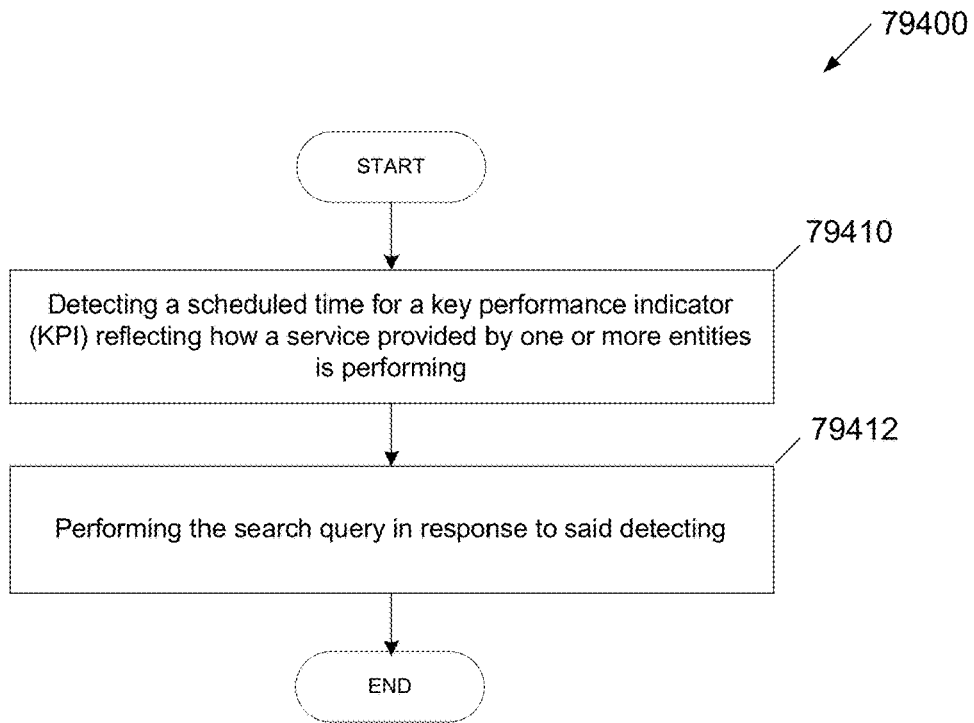 79400
START
79410
Detecting a scheduled time for a key performance indicator
(KPI) reflecting how a service provided by one or more entities
is performing
79412
Performing the search query in response to said detecting
END